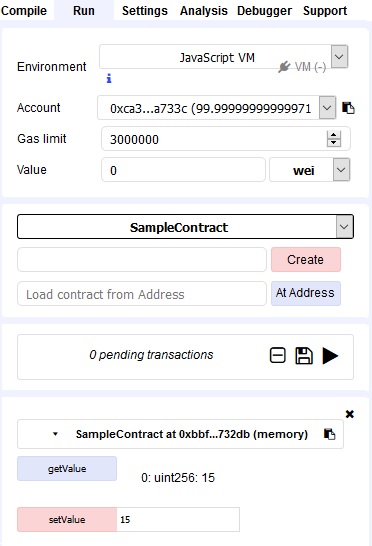 Compile Run Settings Analysis Debugger Support
Environment JavaScript VM VM (-)
i
Account 0xca3...a733c (99.99999999999971
Gas limit 3000000
Value 0 wei
SampleContract
Create
Load contract from Address At Address
0 pending transactions
SampleContract at 0xbbf...732db (memory)
getValue 0: uint256: 15
setValue 15